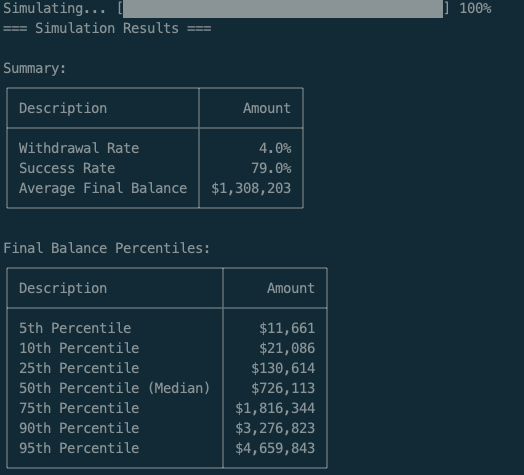 Simulating... [ ] 100%
=== Simulation Results ===
Summary:
Description Amount
Withdrawal Rate 4.0%
Success Rate 79.0%
Average Final Balance $1,308,203
Final Balance Percentiles:
Description Amount
5th Percentile $11,661
10th Percentile $21,086
25th Percentile $130,614
50th Percentile (Median) $726,113
75th Percentile $1,816,344
90th Percentile $3,276,823
95th Percentile $4,659,843